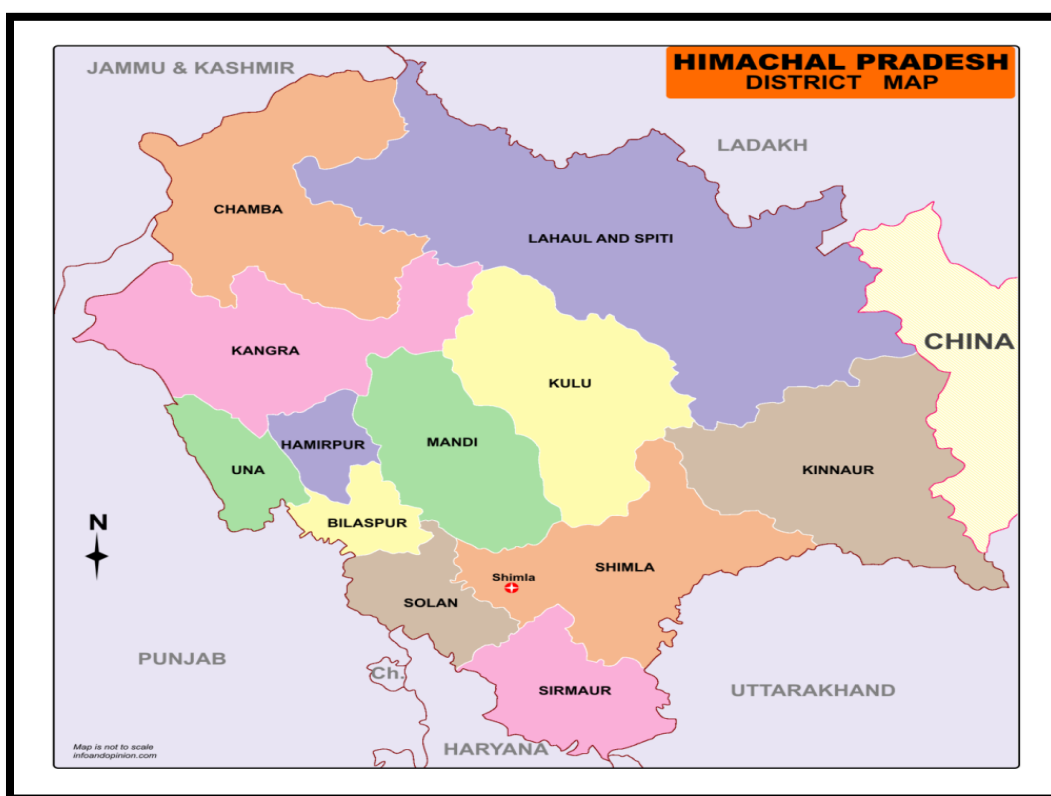 JAMMU & KASHMIR
HIMACHAL PRADESH
DISTRICT MAP
LADAKH
CHAMBA
LAHAUL AND SPITI
CHINA
KANGRA
KULU
HAMIRPUR
MANDI
UNA
KINNAUR
BILASPUR
N
SHIMLA
Shimla
SOLAN
PUNJAB
Ch.
SIRMAUR
UTTARAKHAND
HARYANA
Map is not to scale
infoandopinion.com